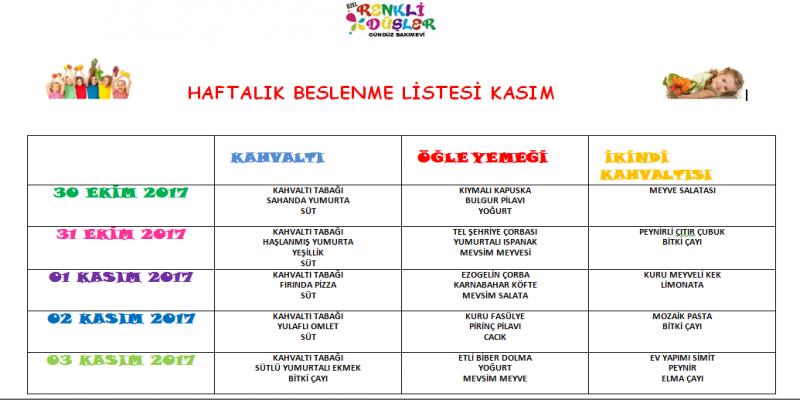 ÖZEL
RENKLİ
DÜŞLER
GÜNDÜZ BAKIMEVİ
HAFTALIK BESLENME LİSTESİ KASIM
KAHVALTI
ÖĞLE YEMEĞİ
İKİNDİ
KAHVALTISI
30 EKİM 2017
KAHVALTI TABAĞI
SAHANDA YUMURTA
SÜT
KIYMALI KAPUSKA
BULGUR PİLAVI
YOĞURT
MEYVE SALATASI
31 EKİM 2017
KAHVALTI TABAĞI
HAŞLANMIŞ YUMURTA
YEŞİLLİK
SÜT
TEL ŞEHRİYE ÇORBASI
YUMURTALI ISPANAK
MEVSİM MEYVESİ
PEYNİRLİ ÇITIR ÇUBUK
BİTKİ ÇAYI
01 KASIM 2017
KAHVALTI TABAĞI
FIRINDA PİZZA
SÜT
EZOGELİN ÇORBA
KARNABAHAR KÖFTE
MEVSİM SALATA
KURU MEYVELİ KEK
LİMONATA
02 KASIM 2017
KAHVALTI TABAĞI
YULAFLI OMLET
SÜT
KURU FASÜLYE
PİRİNÇ PİLAVI
CACIK
MOZAİK PASTA
BİTKİ ÇAYI
03 KASIM 2017
KAHVALTI TABAĞI
SÜTLÜ YUMURTALI EKMEK
BİTKİ ÇAYI
ETLİ BİBER DOLMA
YOĞURT
MEVSİM MEYVE
EV YAPIMI SİMİT
PEYNİR
ELMA ÇAYI